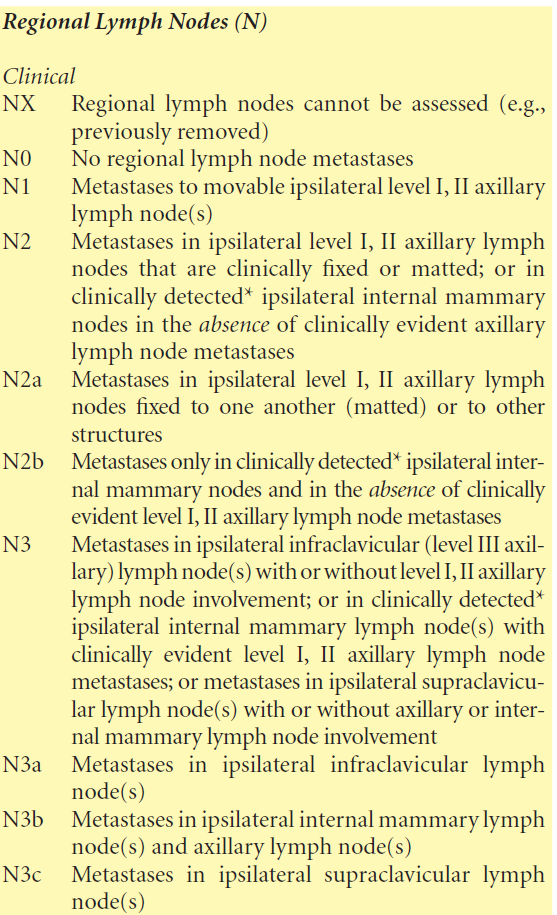 Regional Lymph Nodes (N)
Clinical
NX Regional lymph nodes cannot be assessed (e.g.,
previously removed)
N0 No regional lymph node metastases
N1 Metastases to movable ipsilateral level I, II axillary
lymph node(s)
N2 Metastases in ipsilateral level I, II axillary lymph
nodes that are clinically fixed or matted; or in
clinically detected* ipsilateral internal mammary
nodes in the absence of clinically evident axillary
lymph node metastases
N2a Metastases in ipsilateral level I, II axillary lymph
nodes fixed to one another (matted) or to other
structures
N2b Metastases only in clinically detected* ipsilateral inter-
nal mammary nodes and in the absence of clinically
evident level I, II axillary lymph node metastases
N3 Metastases in ipsilateral infraclavicular (level III axil-
lary) lymph node(s) with or without level I, II axillary
lymph node involvement; or in clinically detected*
ipsilateral internal mammary lymph node(s) with
clinically evident level I, II axillary lymph node
metastases; or metastases in ipsilateral supraclavicu-
lar lymph node(s) with or without axillary or inter-
nal mammary lymph node involvement
N3a Metastases in ipsilateral infraclavicular lymph
node(s)
N3b Metastases in ipsilateral internal mammary lymph
node(s) and axillary lymph node(s)
N3c Metastases in ipsilateral supraclavicular lymph
node(s)